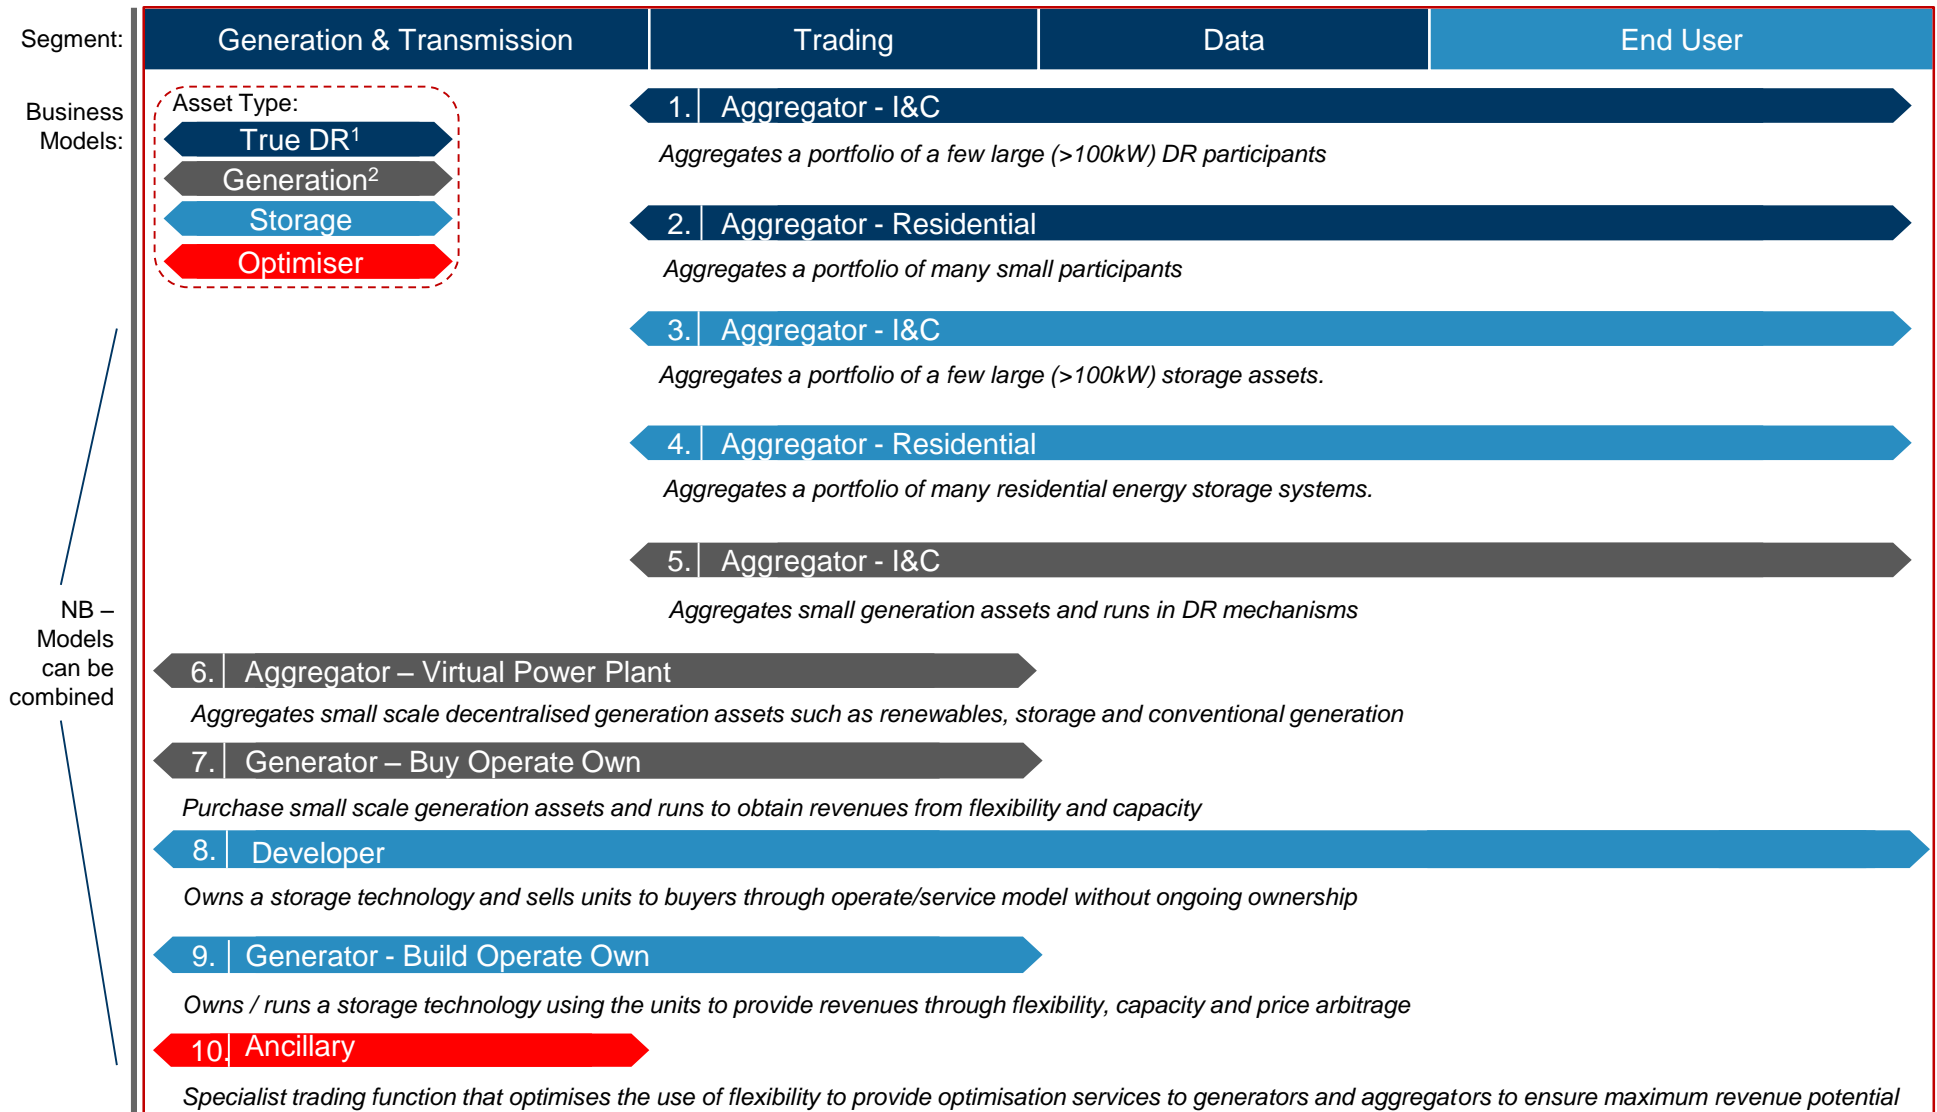 Segment:
Generation & Transmission
Trading
Data
End User
Business
Models:
Asset Type:
True DR1
Generation2
Storage
Optimiser
1. Aggregator - I&C
Aggregates a portfolio of a few large (>100kW) DR participants
2. Aggregator - Residential
Aggregates a portfolio of many small participants
3. Aggregator - I&C
Aggregates a portfolio of a few large (>100kW) storage assets.
4. Aggregator - Residential
Aggregates a portfolio of many residential energy storage systems.
5. Aggregator - I&C
Aggregates small generation assets and runs in DR mechanisms
NB –
Models
can be
combined
6. Aggregator – Virtual Power Plant
Aggregates small scale decentralised generation assets such as renewables, storage and conventional generation
7. Generator – Buy Operate Own
Purchase small scale generation assets and runs to obtain revenues from flexibility and capacity
8. Developer
Owns a storage technology and sells units to buyers through operate/service model without ongoing ownership
9. Generator - Build Operate Own
Owns / runs a storage technology using the units to provide revenues through flexibility, capacity and price arbitrage
10. Ancillary
Specialist trading function that optimises the use of flexibility to provide optimisation services to generators and aggregators to ensure maximum revenue potential